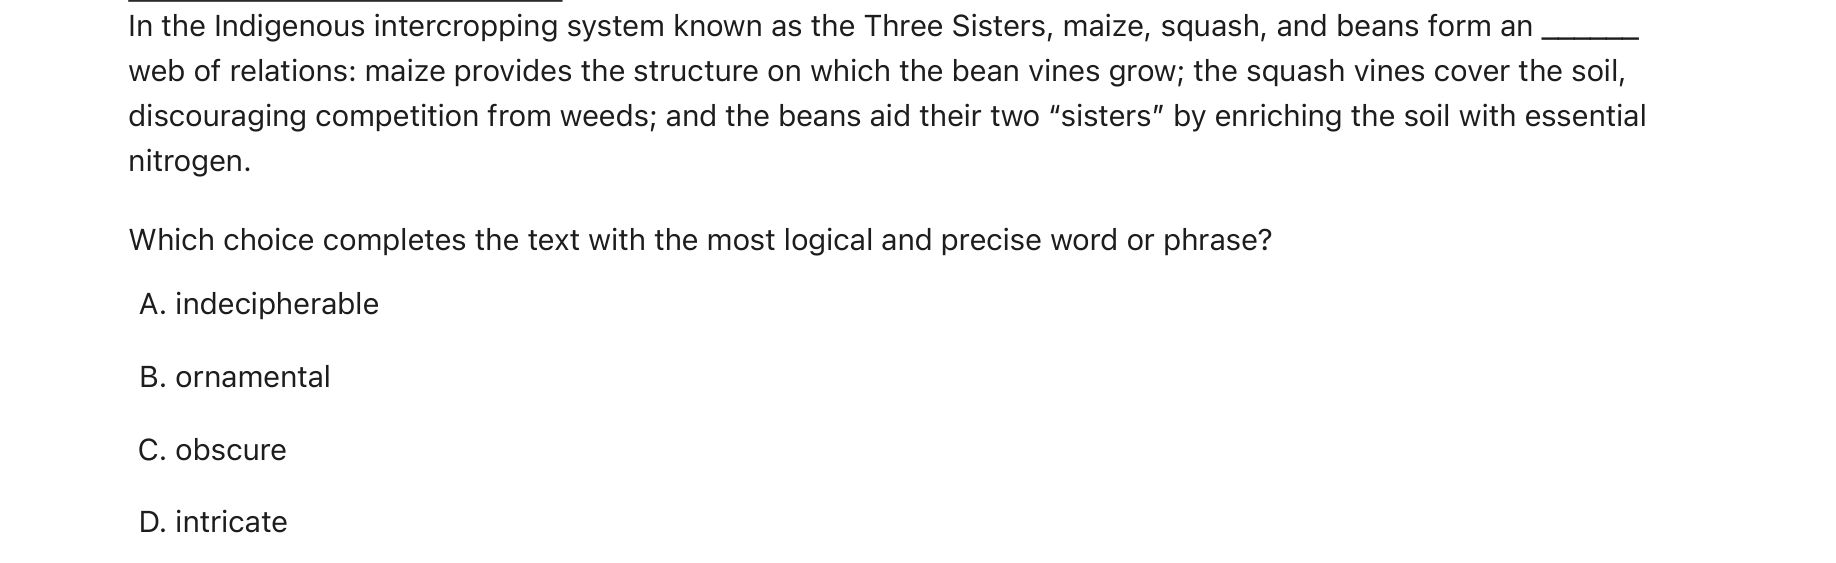 In the Indigenous intercropping system known as the Three Sisters, maize, squash, and beans form an ______
web of relations: maize provides the structure on which the bean vines grow; the squash vines cover the soil,
discouraging competition from weeds; and the beans aid their two “sisters” by enriching the soil with essential
nitrogen.
Which choice completes the text with the most logical and precise word or phrase?
A. indecipherable
B. ornamental
C. obscure
D. intricate